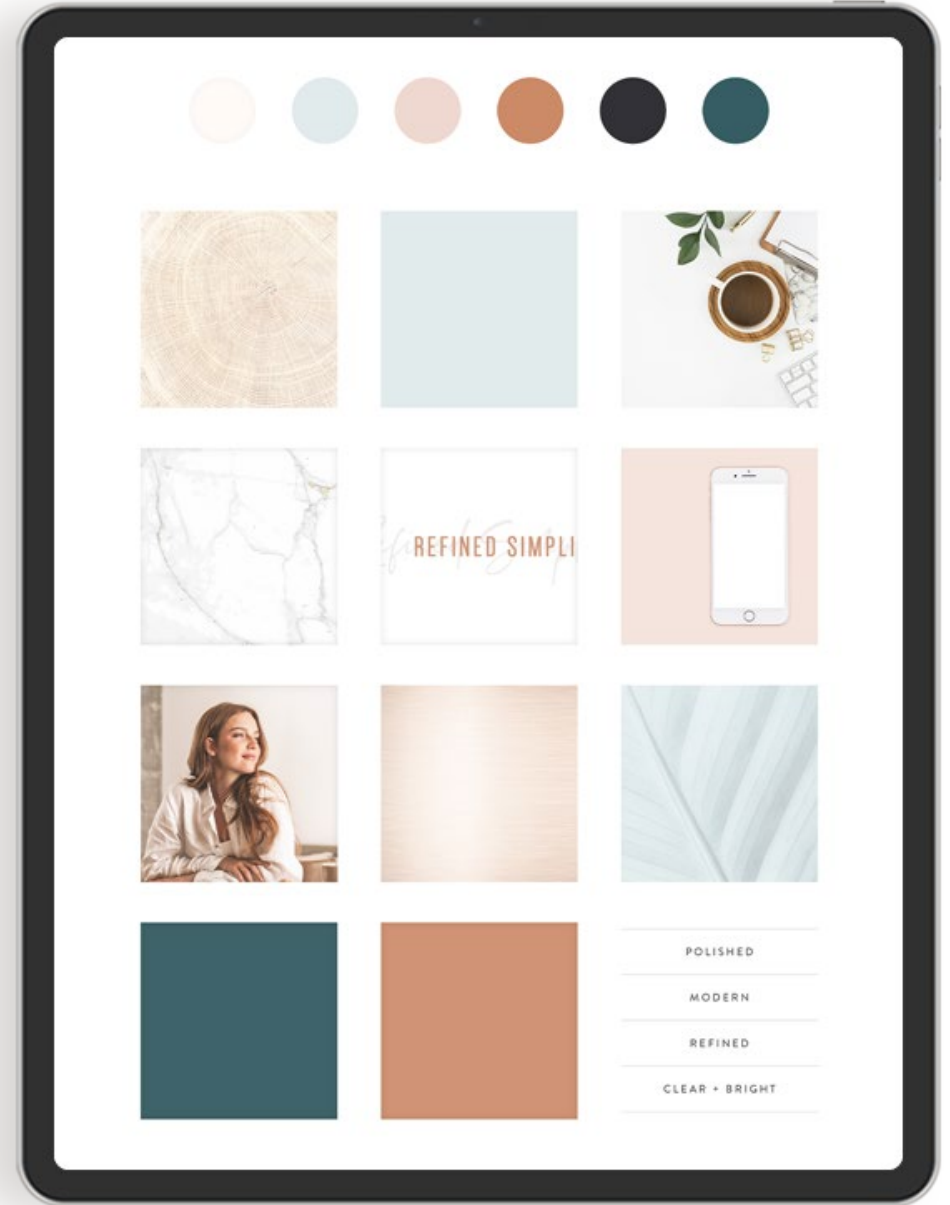 REFINED SIMPLI
POLISHED
MODERN
REFINED
CLEAR + BRIGHT